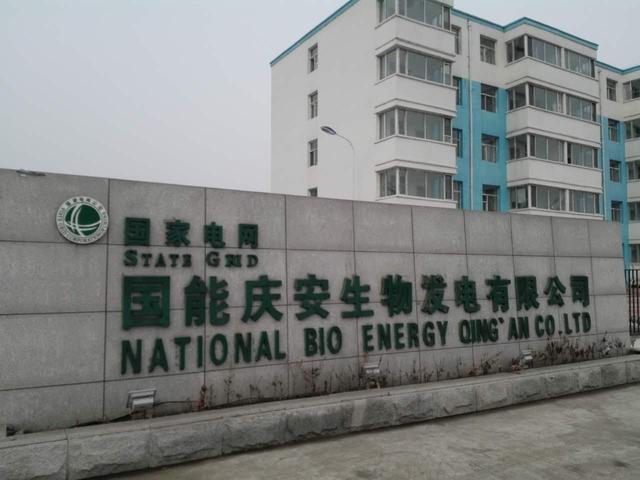 国家电网
STATE GRID
国能庆安生物发电有限公司
NATIONAL BIO ENERGY QING`AN CO.LTD